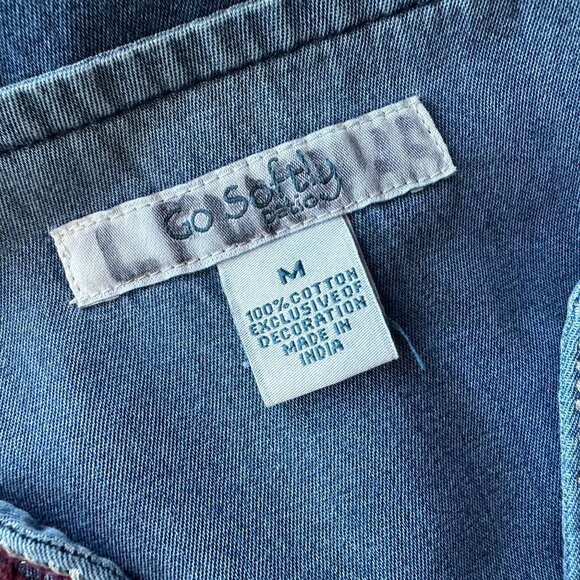 Go Softly
patio
M
100% COTTON
EXCLUSIVE OF
DECORATION
MADE IN
INDIA